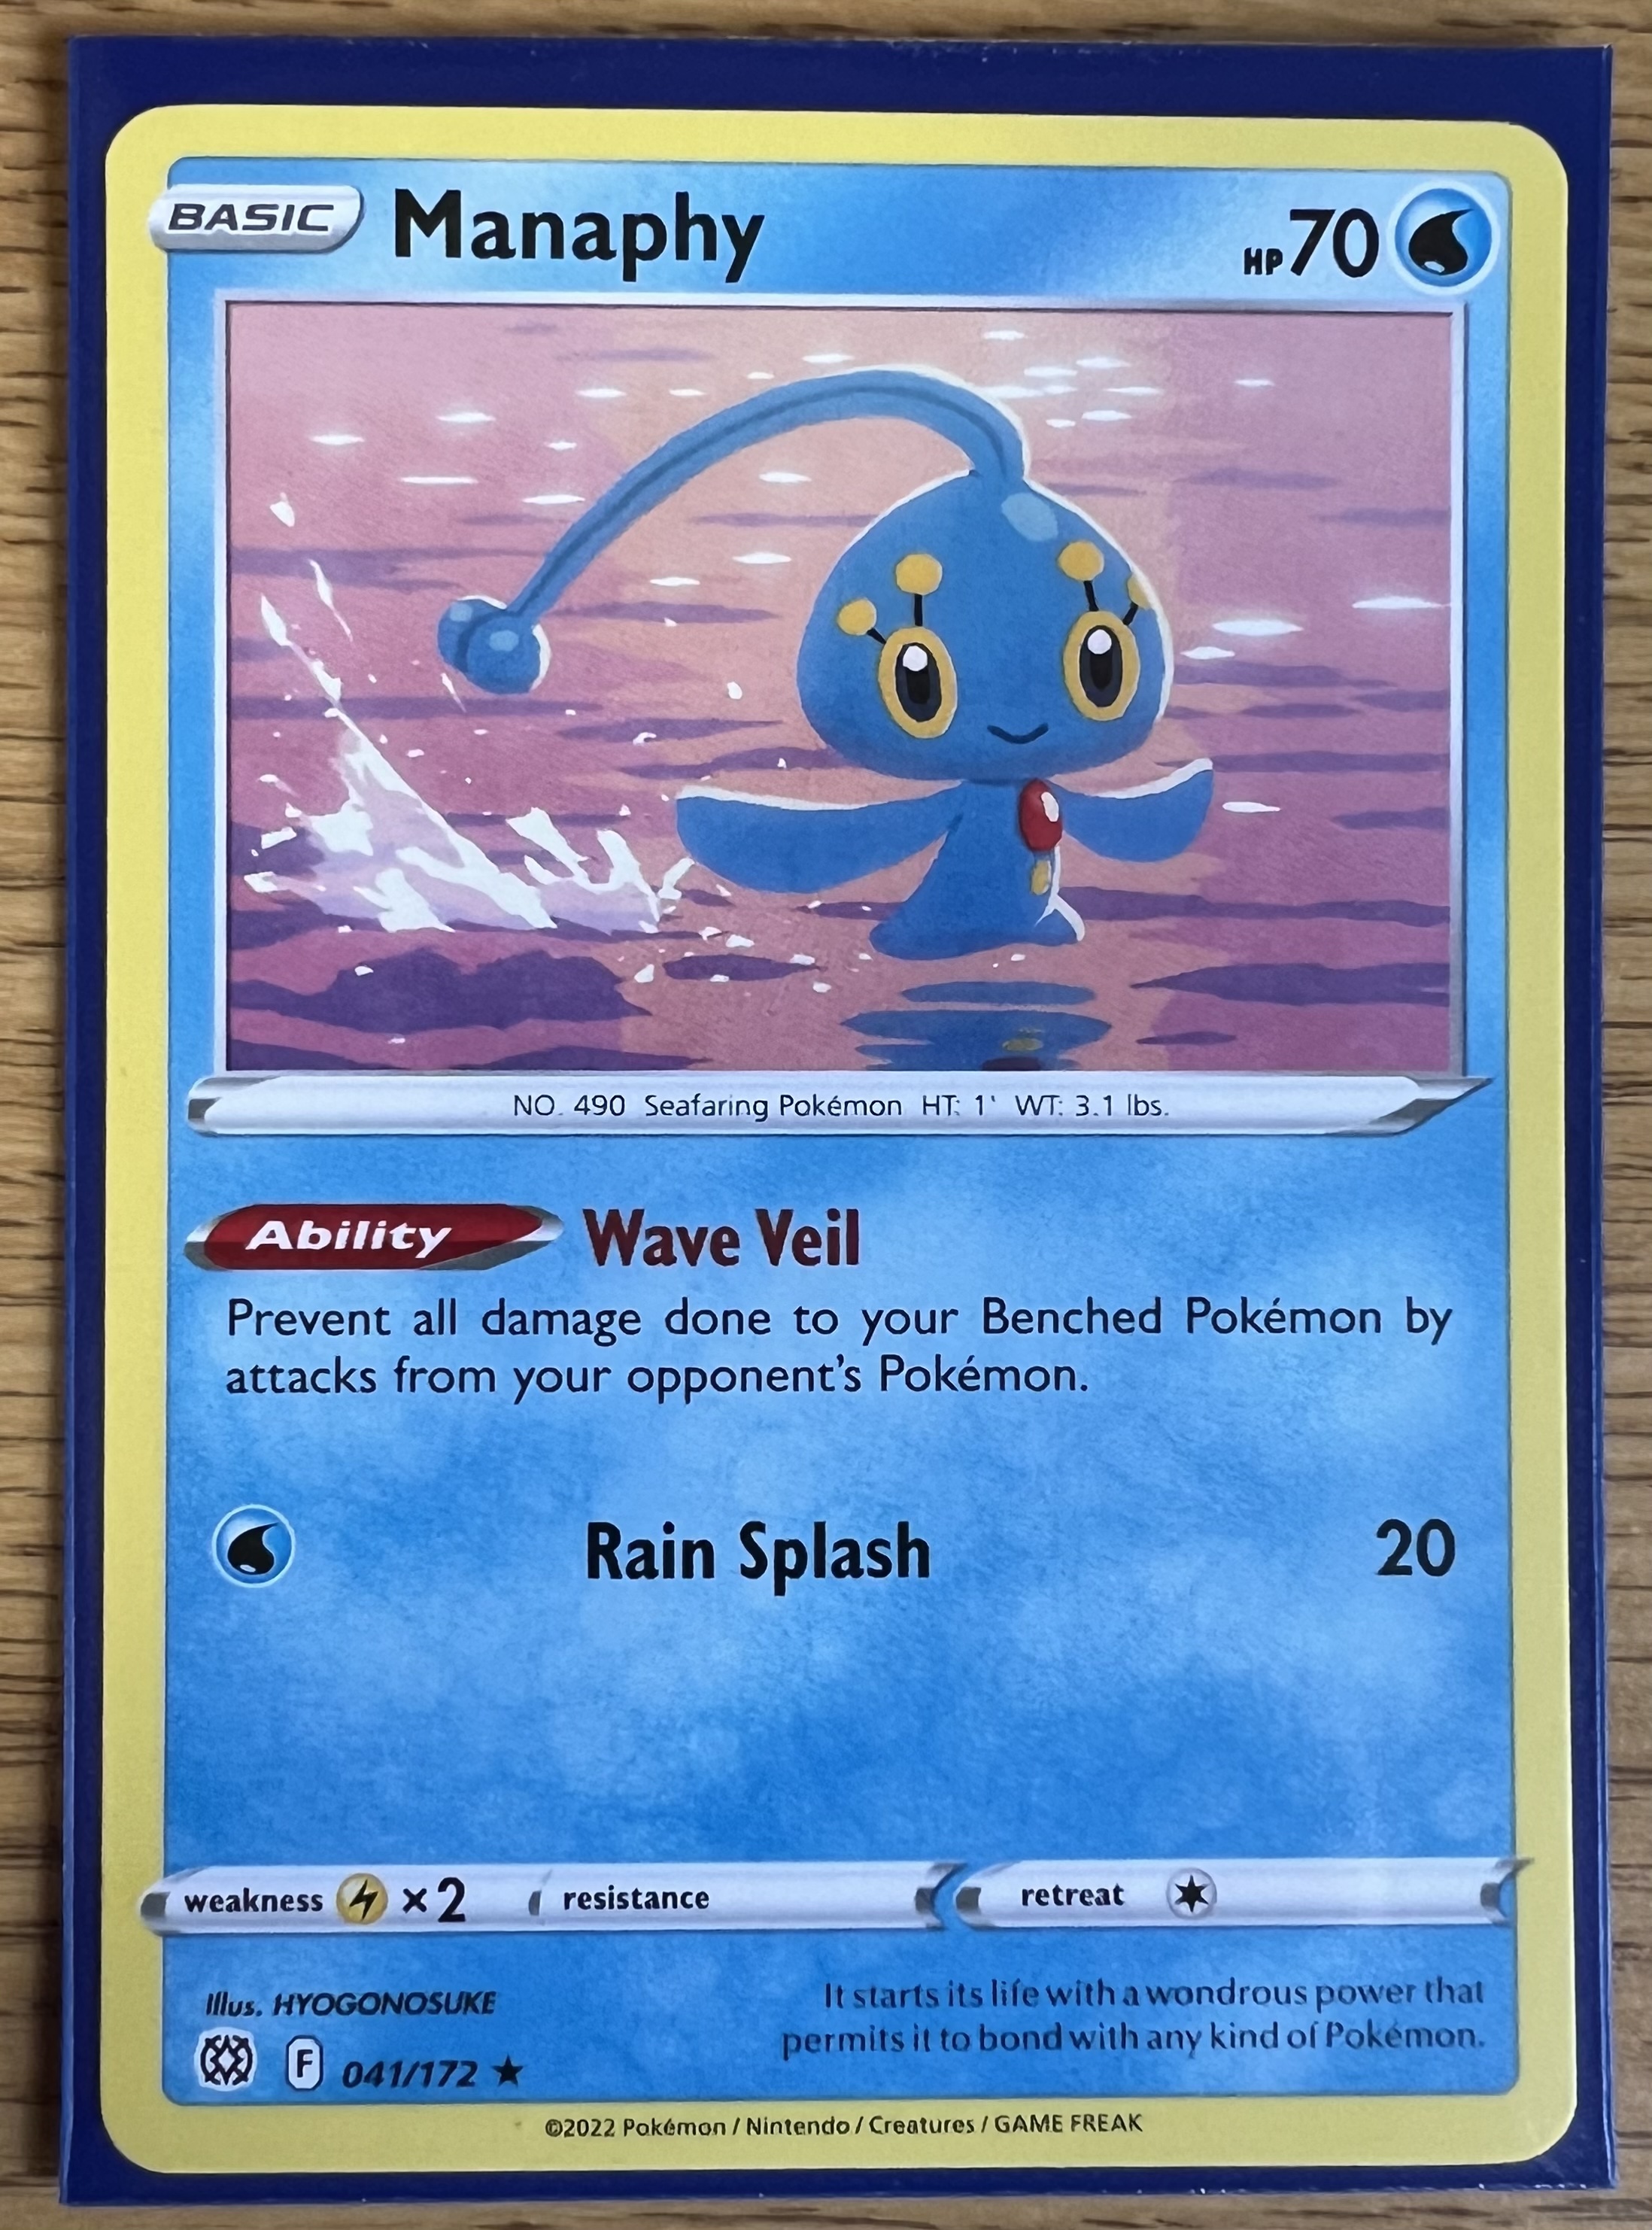 BASIC Manaphy HP 70
NO. 490 Seafaring Pokémon HT: 1' WT: 3.1 lbs.
Ability Wave Veil
Prevent all damage done to your Benched Pokémon by
attacks from your opponent's Pokémon.
Rain Splash 20
weakness ×2 resistance retreat
Illus. HYOGONOSUKE
It starts its life with a wondrous power that
permits it to bond with any kind of Pokémon.
F 041/172 ★
©2022 Pokémon / Nintendo / Creatures / GAME FREAK